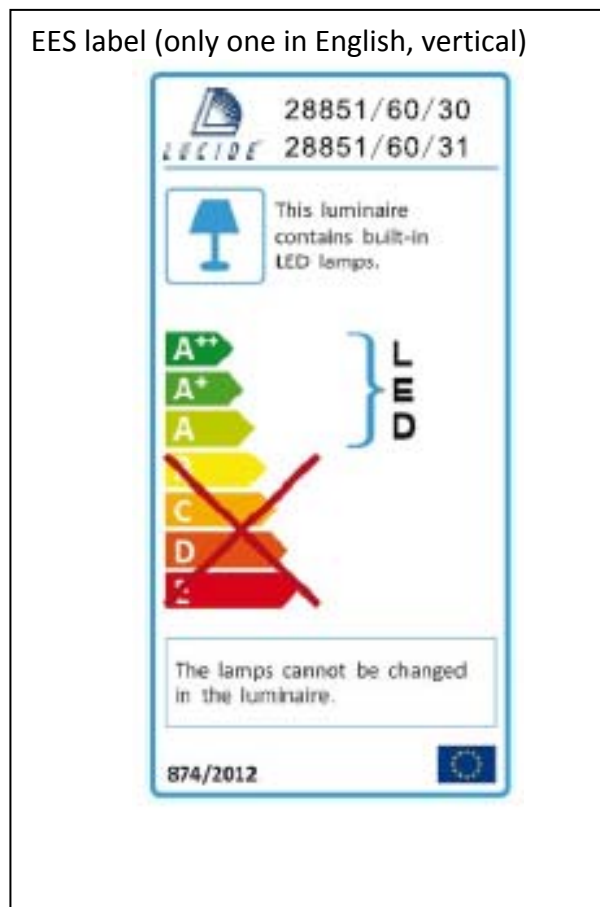 EES label (only one in English, vertical)
LUCIDE
28851/60/30
28851/60/31
This luminaire
contains built-in
LED lamps.
A++
A+
A
B
C
D
E
L
E
D
The lamps cannot be changed
in the luminaire.
874/2012